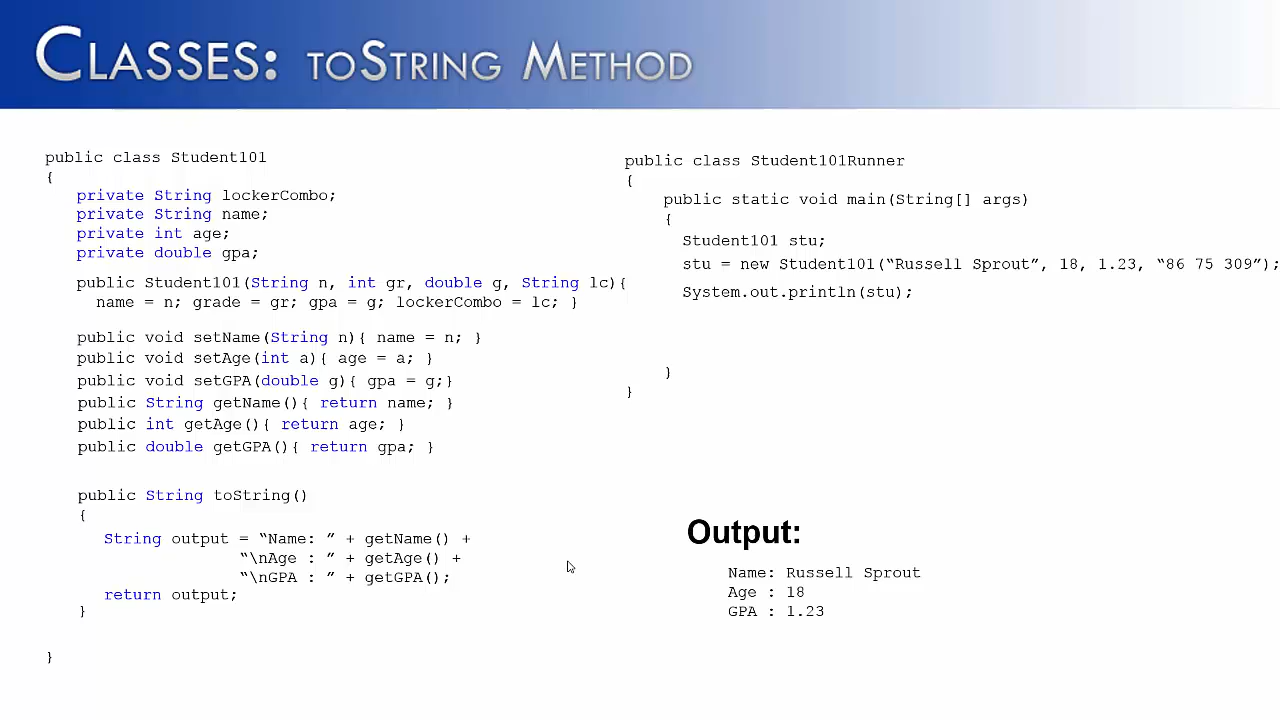 CLASSES: TOSTRING METHOD
public class Student101
{
private String lockerCombo;
private String name;
private int age;
private double gpa;
public Student101(String n, int gr, double g, String lc){
name = n; grade = gr; gpa = g; lockerCombo = lc; }
public void setName(String n){ name = n; }
public void setAge(int a){ age = a; }
public void setGPA(double g){ gpa = g;}
public String getName(){ return name; }
public int getAge(){ return age; }
public double getGPA(){ return gpa; }
public String toString()
{
String output = “Name: ” + getName() +
“\nAge : ” + getAge() +
“\nGPA : ” + getGPA();
return output;
}
}
public class Student101Runner
{
public static void main(String[] args)
{
Student101 stu;
stu = new Student101(“Russell Sprout”, 18, 1.23, “86 75 309”);
System.out.println(stu);
}
}
Output:
Name: Russell Sprout
Age : 18
GPA : 1.23